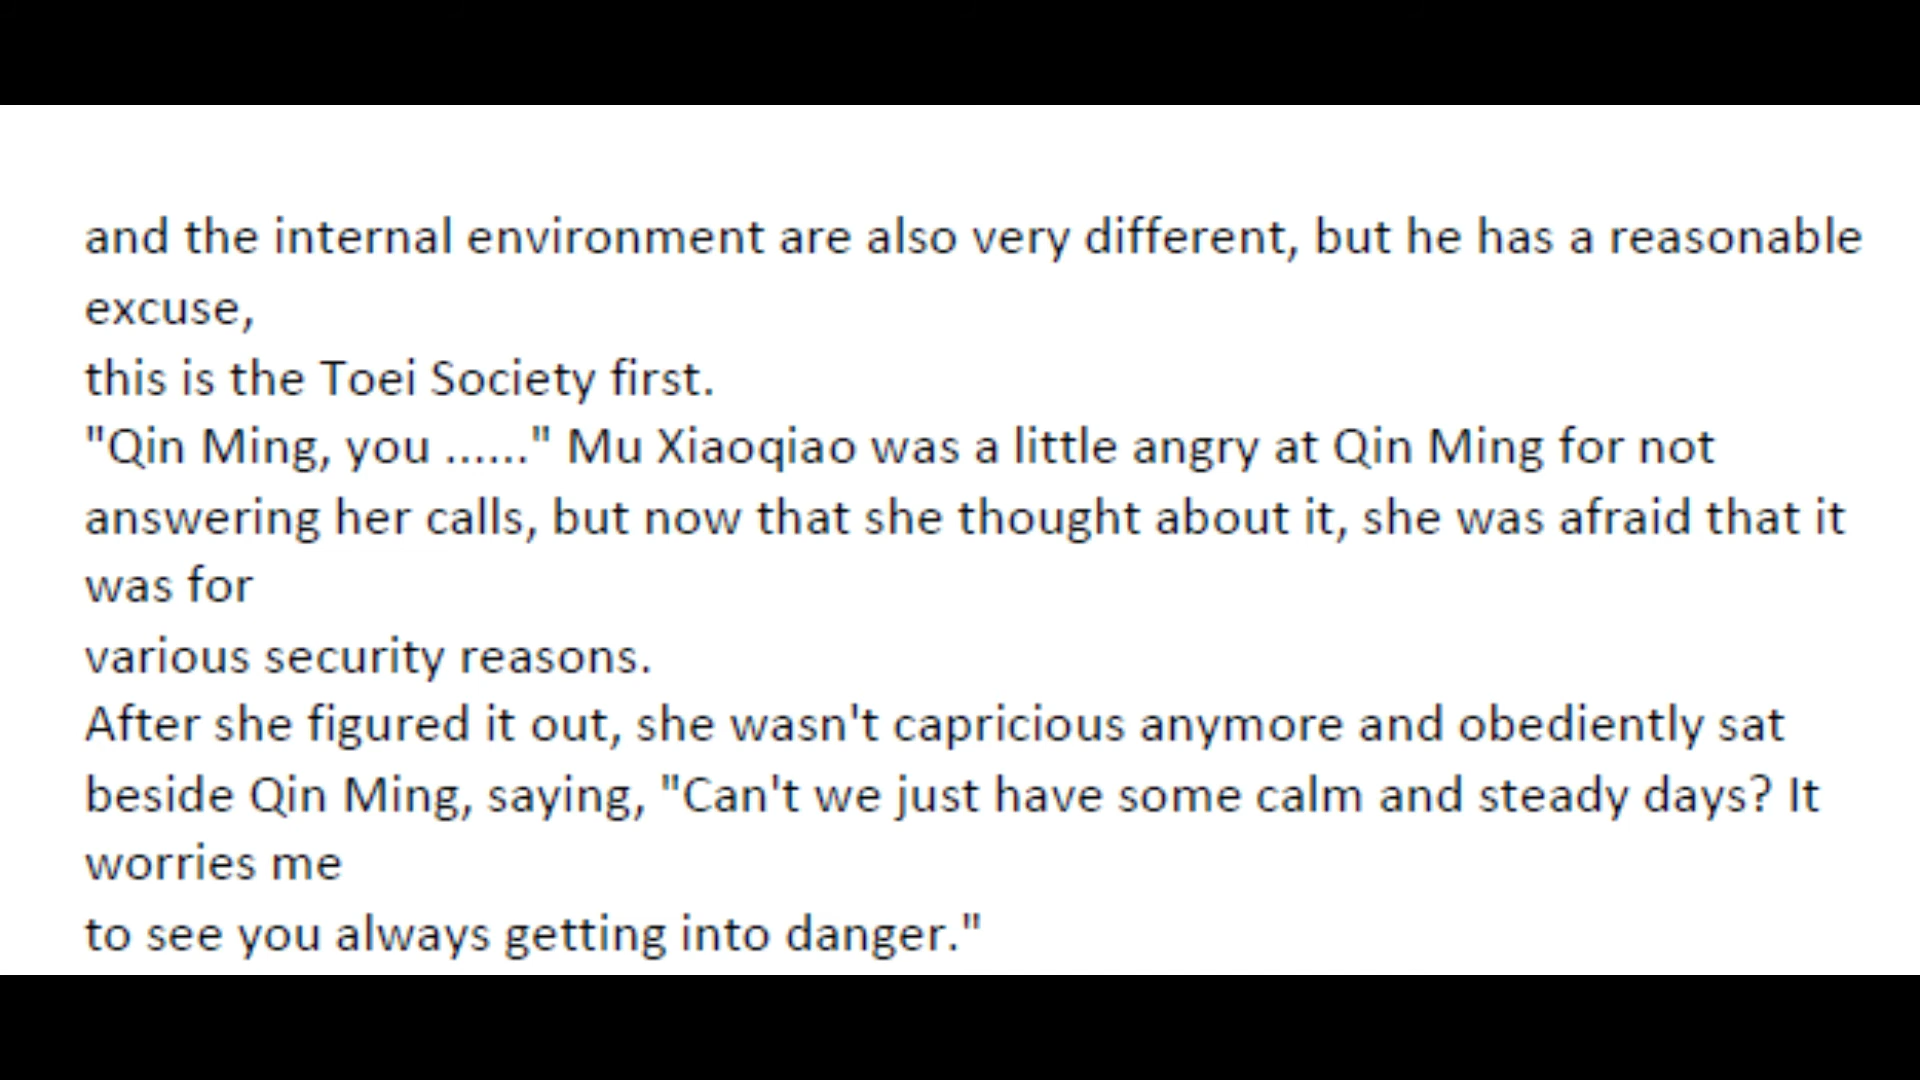 and the internal environment are also very different, but he has a reasonable
excuse,
this is the Toei Society first.
"Qin Ming, you ......" Mu Xiaoqiao was a little angry at Qin Ming for not
answering her calls, but now that she thought about it, she was afraid that it
was for
various security reasons.
After she figured it out, she wasn't capricious anymore and obediently sat
beside Qin Ming, saying, "Can't we just have some calm and steady days? It
worries me
to see you always getting into danger."